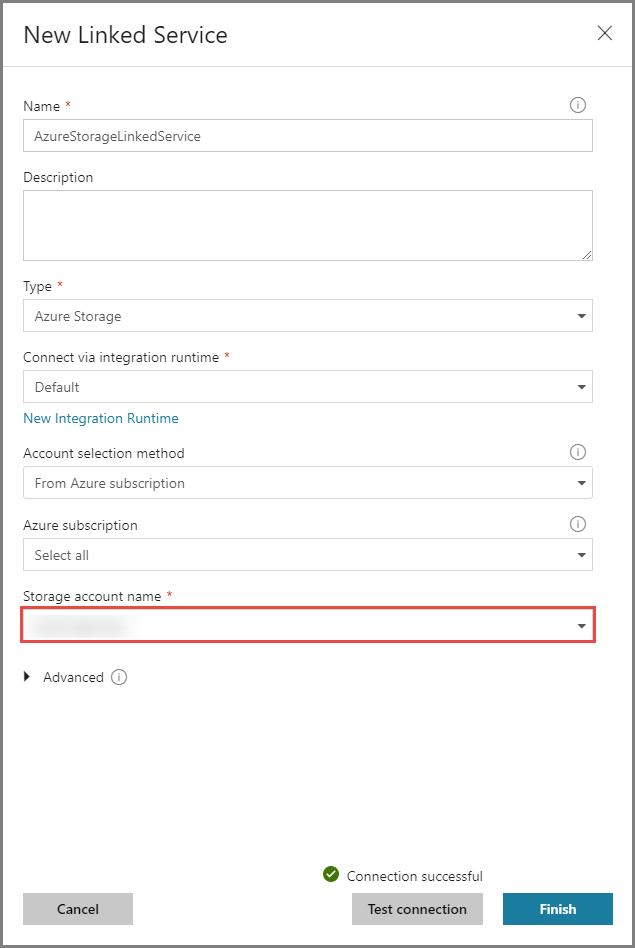 New Linked Service
Name *
AzureStorageLinkedService
Description
Type *
Azure Storage
Connect via integration runtime *
Default
New Integration Runtime
Account selection method
From Azure subscription
Azure subscription
Select all
Storage account name *
Advanced
Connection successful
Cancel Test connection Finish